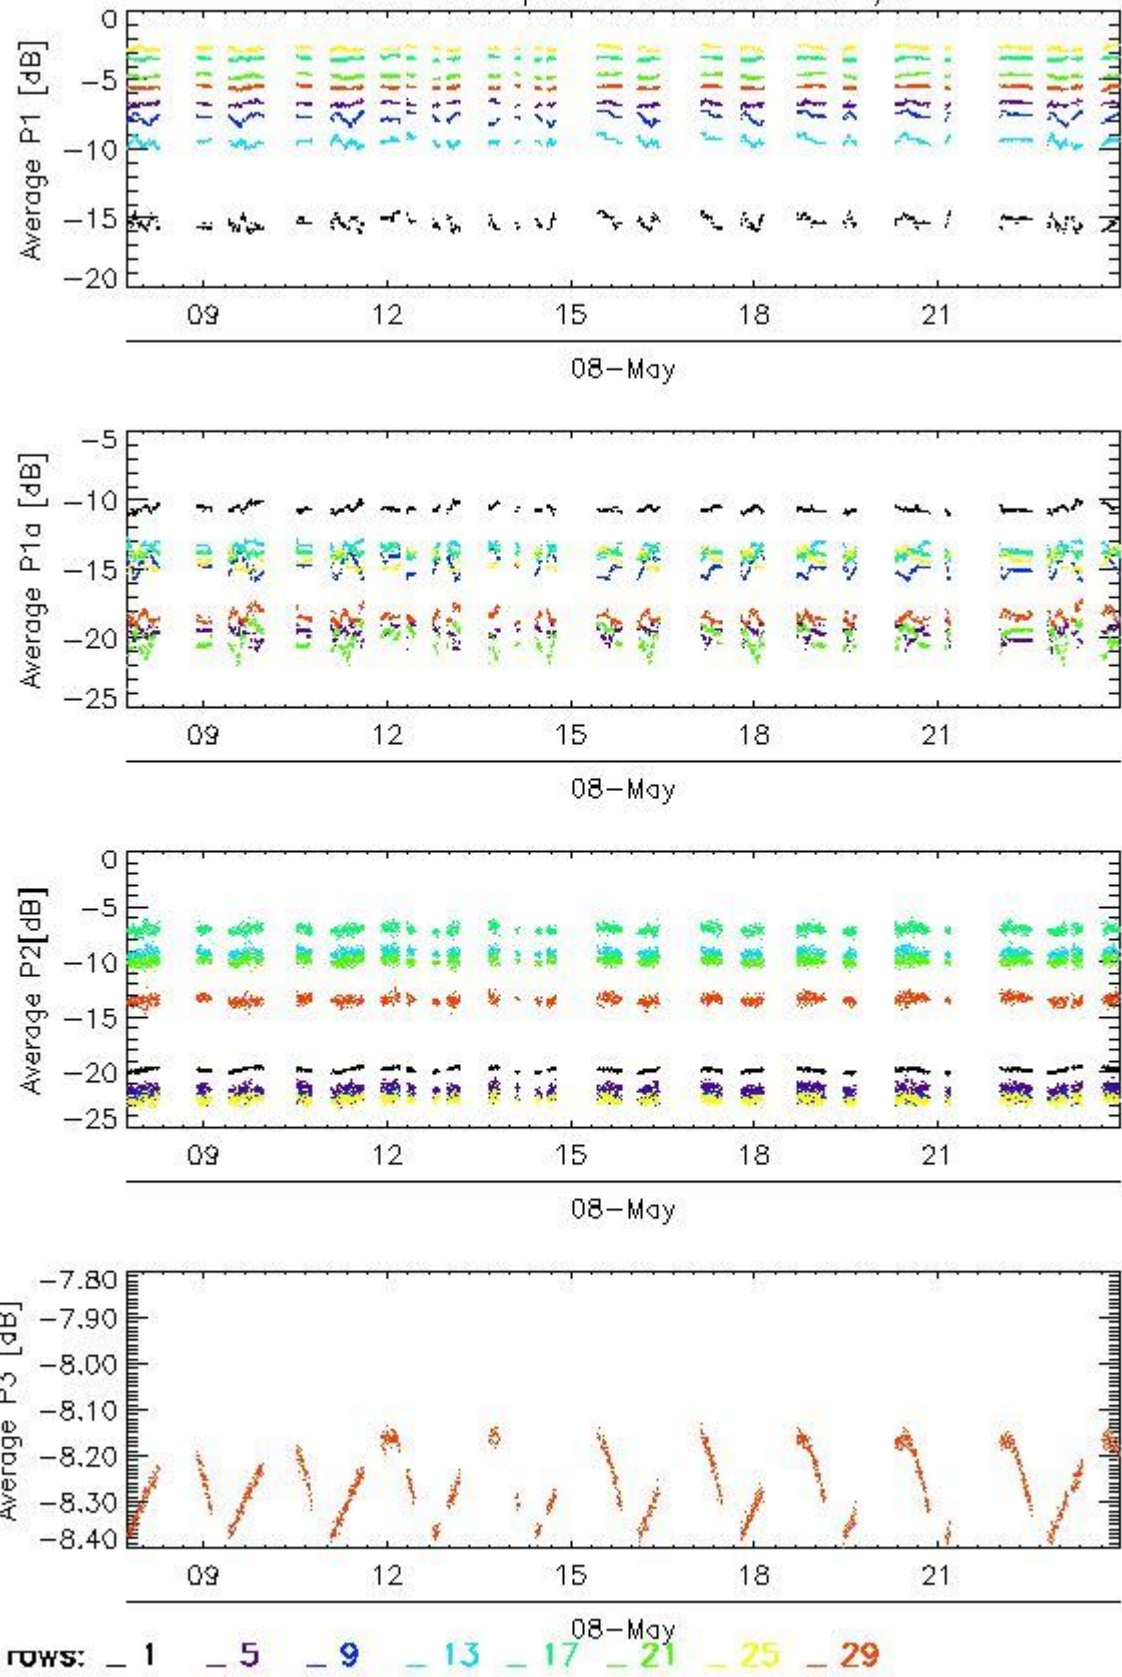 Average P1 [dB]
0
−5
−10
−15
−20
09 12 15 18 21
08−May
Average P1a [dB]
−5
−10
−15
−20
−25
09 12 15 18 21
08−May
Average P2[dB]
0
−5
−10
−15
−20
−25
09 12 15 18 21
08−May
Average P3 [dB]
−7.80
−7.90
−8.00
−8.10
−8.20
−8.30
−8.40
09 12 15 18 21
08−May
rows: _ 1 _ 5 _ 9 _ 13 _ 17 _ 21 _ 25 _ 29